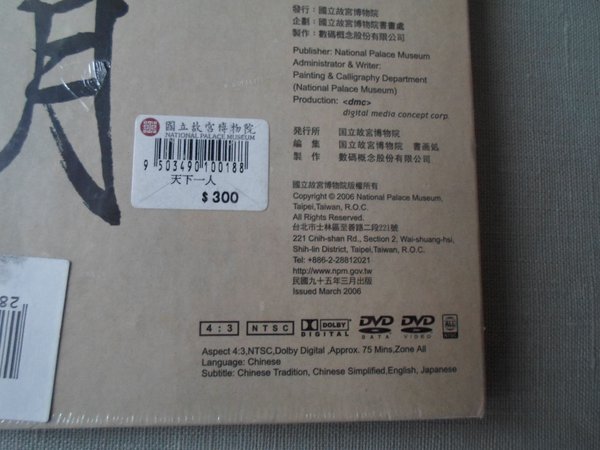 月
發行：國立故宮博物院
企劃：國立故宮博物院書畫處
製作：數碼概念股份有限公司
Publisher: National Palace Museum
Administrator & Writer:
Painting & Calligraphy Department
(National Palace Museum)
Production: <dmc>
digital media concept corp.
発行所 国立故宮博物院
編集 国立故宮博物院 書画処
製作 數碼概念股份有限公司
國立故宮博物院
NATIONAL PALACE MUSEUM
9 503490 100188
天下一人
$ 300
國立故宮博物院版權所有
Copyright © 2006 National Palace Museum,
Taipei,Taiwan, R.O.C.
All Rights Reserved.
台北市士林區至善路二段221號
221 Chih-shan Rd., Section 2, Wai-shuang-hsi,
Shih-lin District, Taipei,Taiwan, R.O.C.
Tel: +886-2-28812021
http://www.npm.gov.tw
民國九十五年三月出版
Issued March 2006
28
4:3 NTSC DOLBY DIGITAL DVD DATA DVD VIDEO ALL NTSC
Aspect 4:3,NTSC,Dolby Digital ,Approx. 75 Mins,Zone All
Language: Chinese
Subtitle: Chinese Tradition, Chinese Simplified,English, Japanese